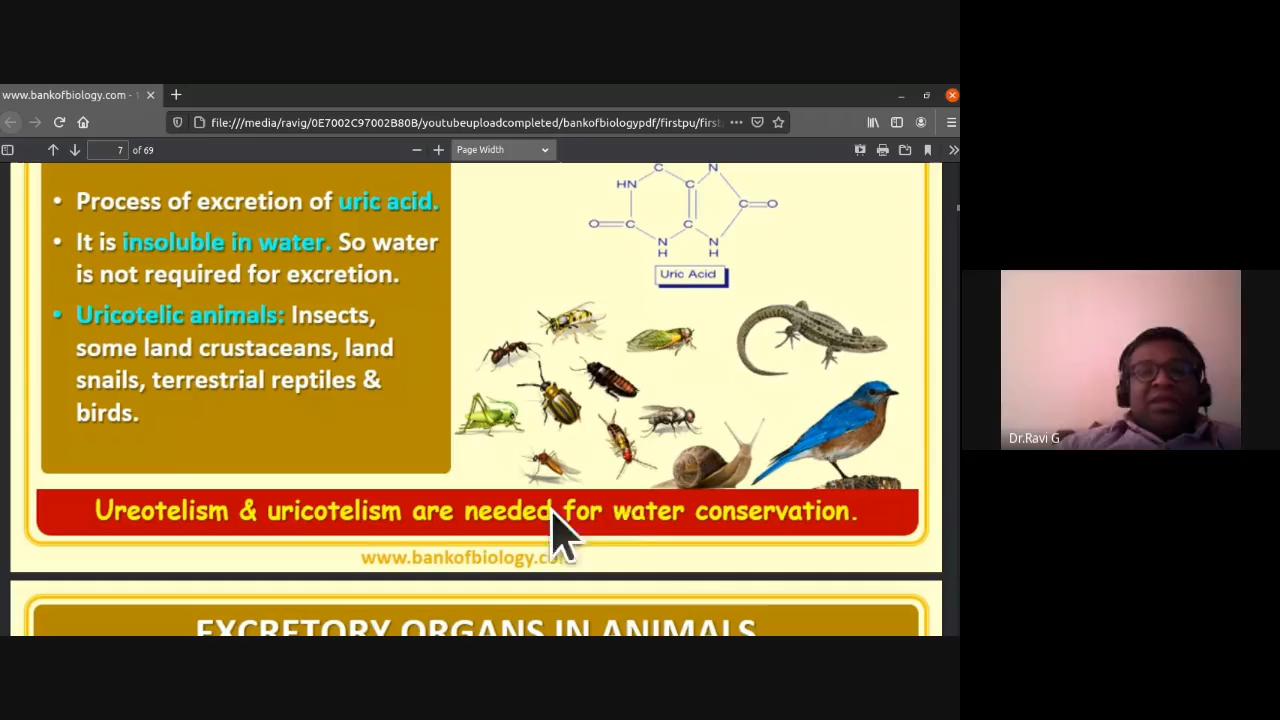 www.bankofbiology.com -
file:///media/ravig/0E7002C97002B80B/youtubeuploadcompleted/bankofbiologypdf/firstpu/first
7 of 69
Page Width
• Process of excretion of uric acid.
• It is insoluble in water. So water
is not required for excretion.
• Uricotelic animals: Insects,
some land crustaceans, land
snails, terrestrial reptiles &
birds.
C N
HN C
C O
O C C
N N
H H
Uric Acid
Ureotelism & uricotelism are needed for water conservation.
www.bankofbiology.com
EXCRETORY ORGANS IN ANIMALS
Dr.Ravi G